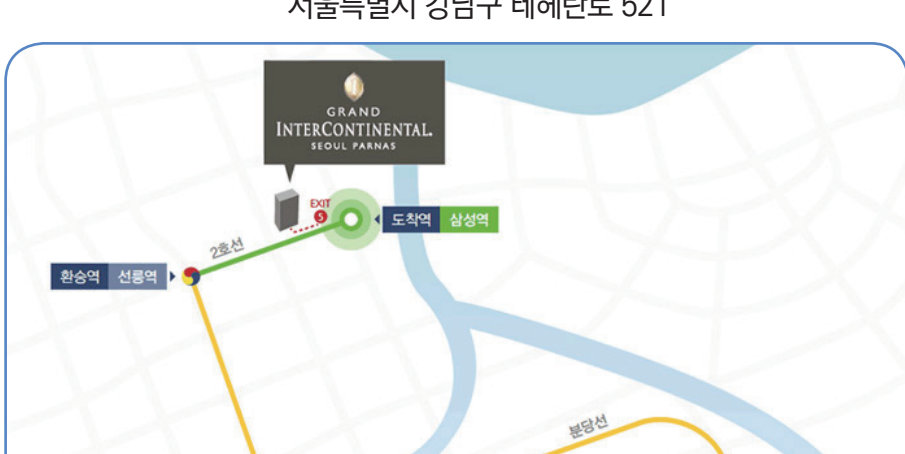 서울특별시 강남구 테헤란로 521
GRAND
INTERCONTINENTAL.
SEOUL PARNAS
EXIT
5
도착역 삼성역
2호선
환승역 선릉역
분당선